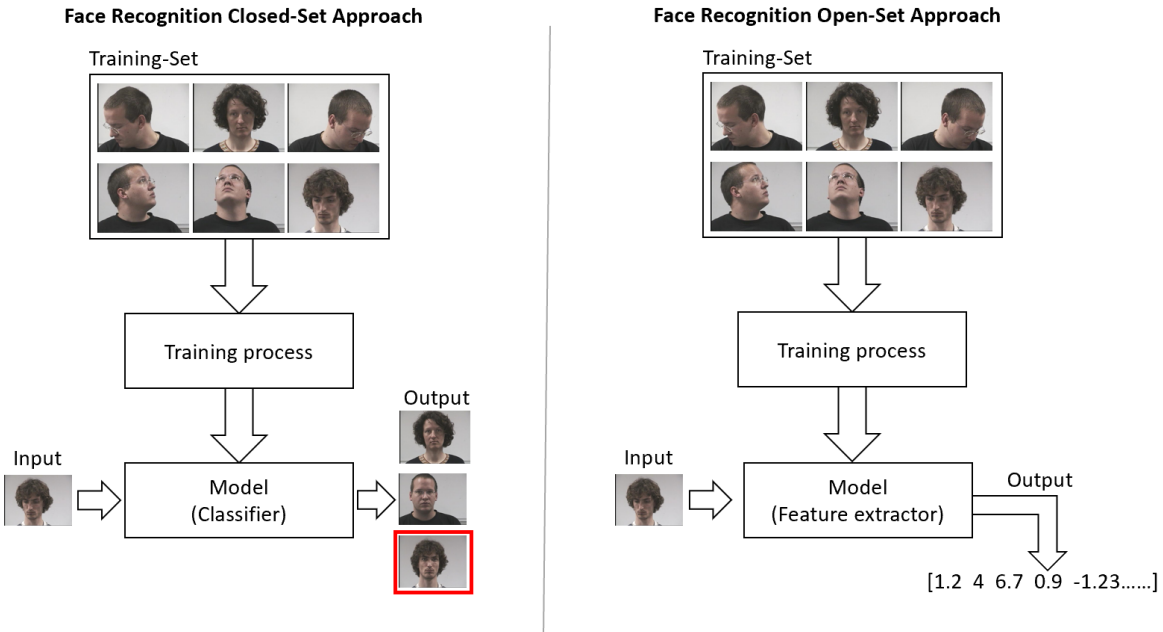 Face Recognition Closed-Set Approach
Training-Set
Training process
Output
Input
Model
(Classifier)
Face Recognition Open-Set Approach
Training-Set
Training process
Input
Model
(Feature extractor)
Output
[1.2 4 6.7 0.9 -1.23......]